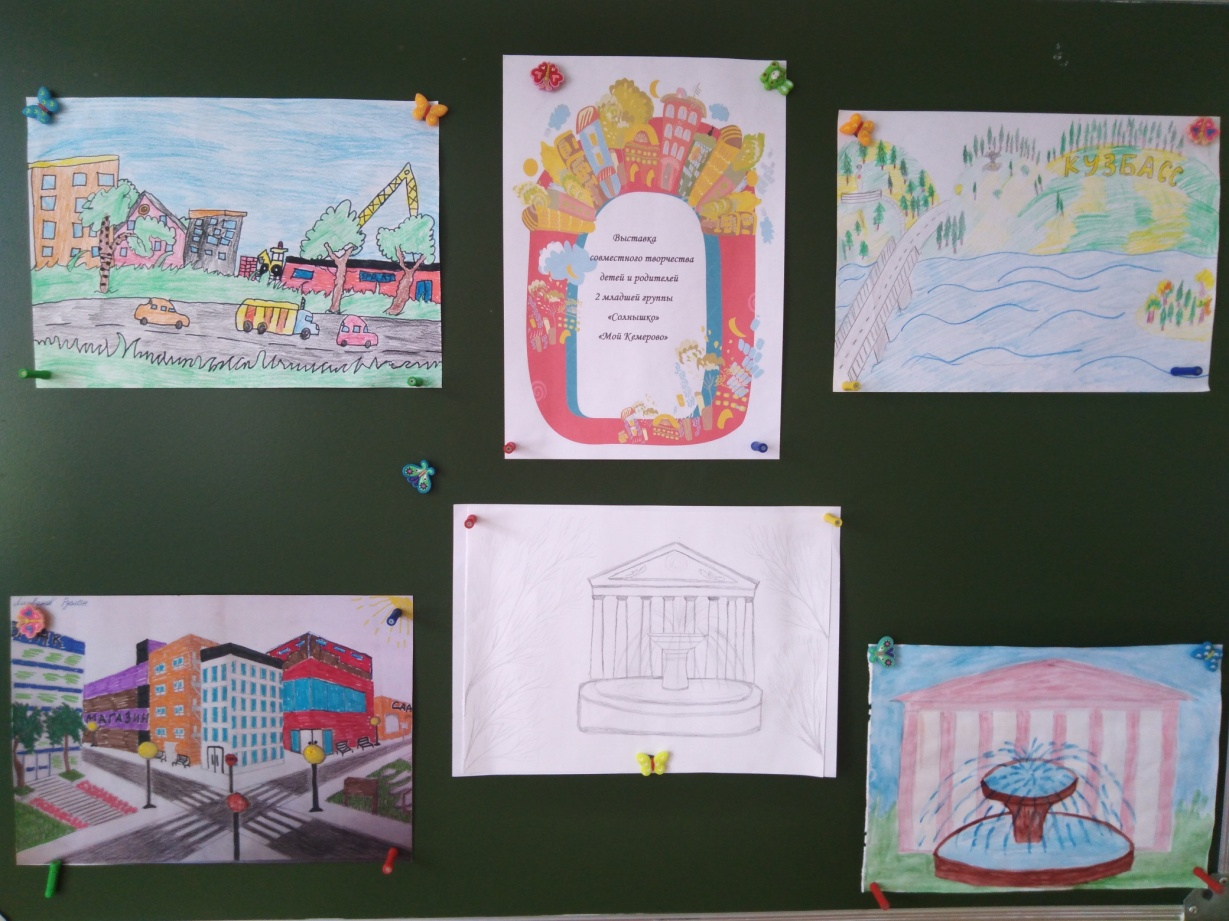 Выставка
совместного творчества
детей и родителей
2 младшей группы
«Солнышко»
«Мой Кемерово»
КУЗБАСС
МАГАЗИН